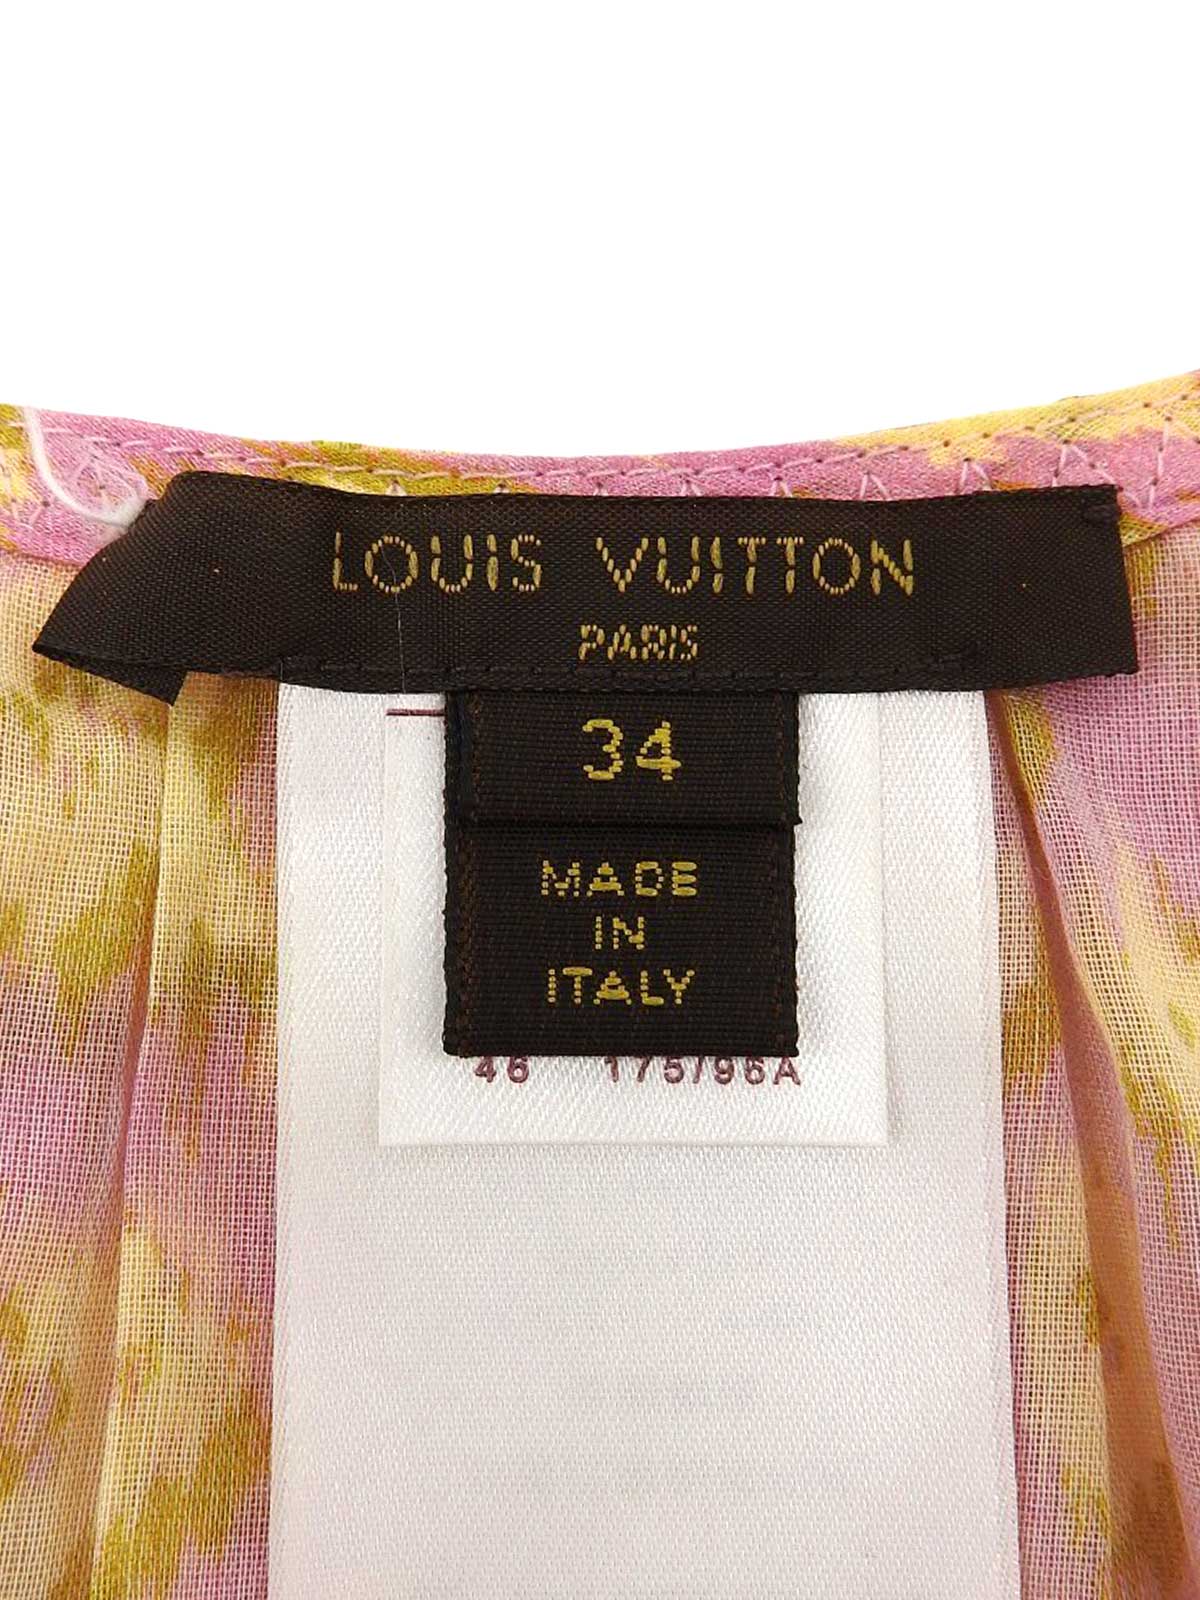 LOUIS VUITTON
PARIS
34
MADE
IN
ITALY
46 175/96A